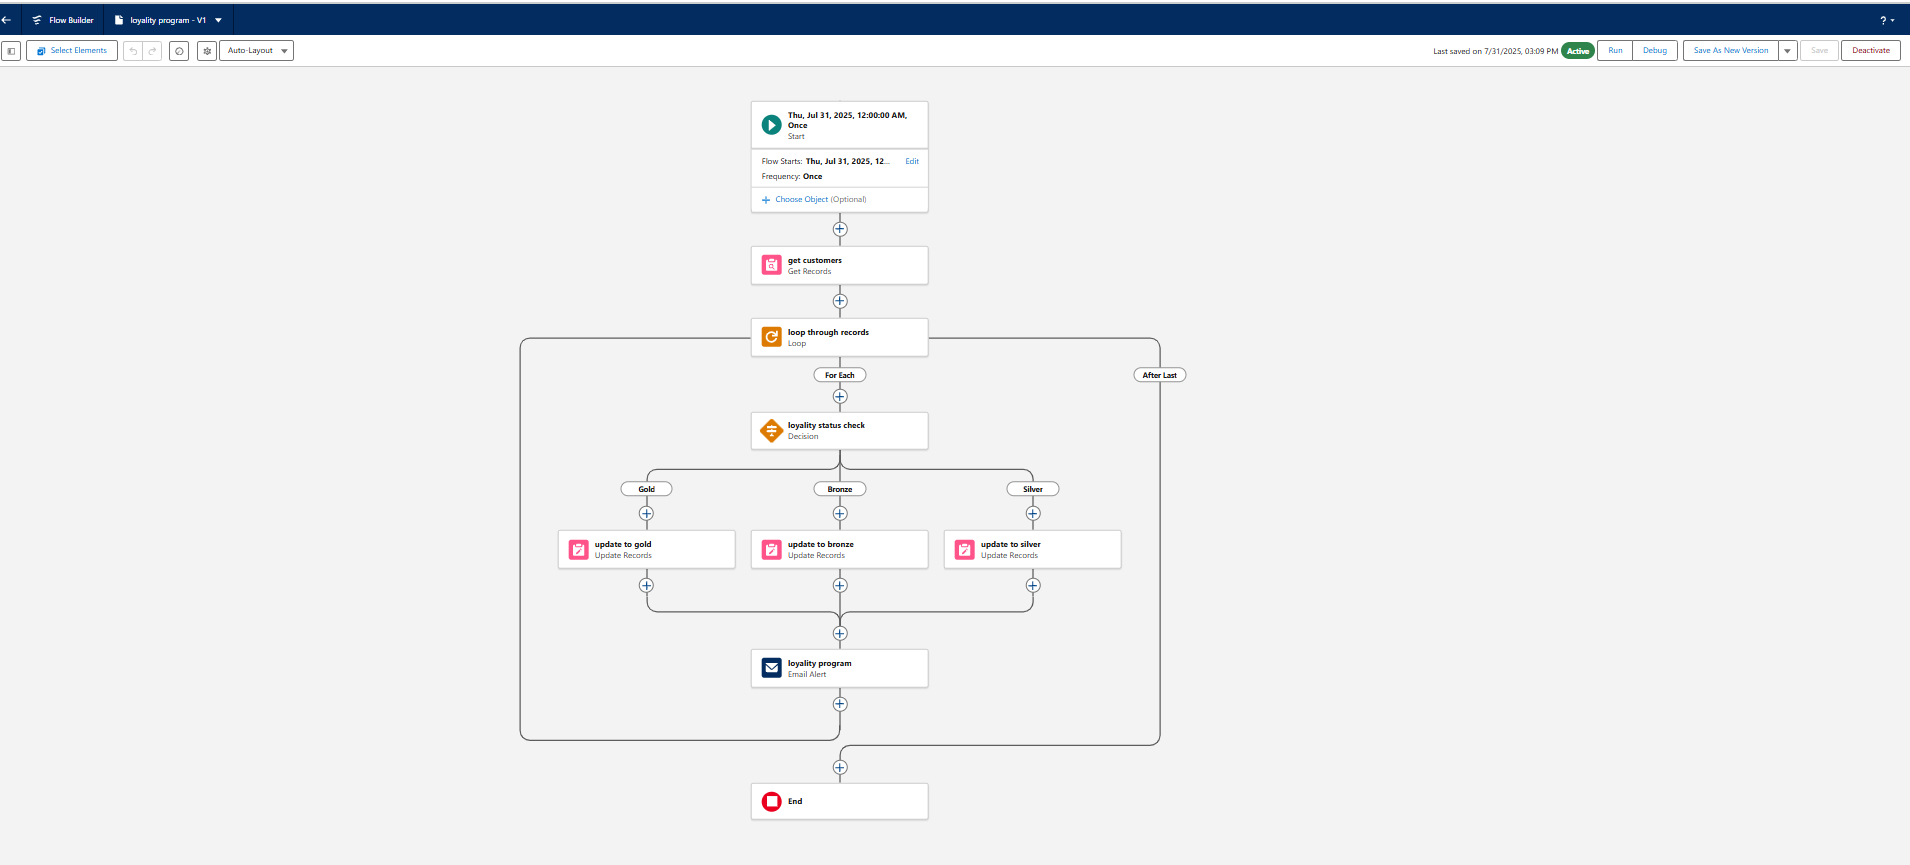 Flow Builder
loyality program - V1
?
Select Elements
Auto-Layout
Last saved on 7/31/2025, 03:09 PM
Active
Run
Debug
Save As New Version
Save
Deactivate
Thu, Jul 31, 2025, 12:00:00 AM,
Once
Start
Flow Starts: Thu, Jul 31, 2025, 12...
Edit
Frequency: Once
+ Choose Object (Optional)
get customers
Get Records
loop through records
Loop
For Each
After Last
loyality status check
Decision
Gold
Bronze
Silver
update to gold
Update Records
update to bronze
Update Records
update to silver
Update Records
loyality program
Email Alert
End